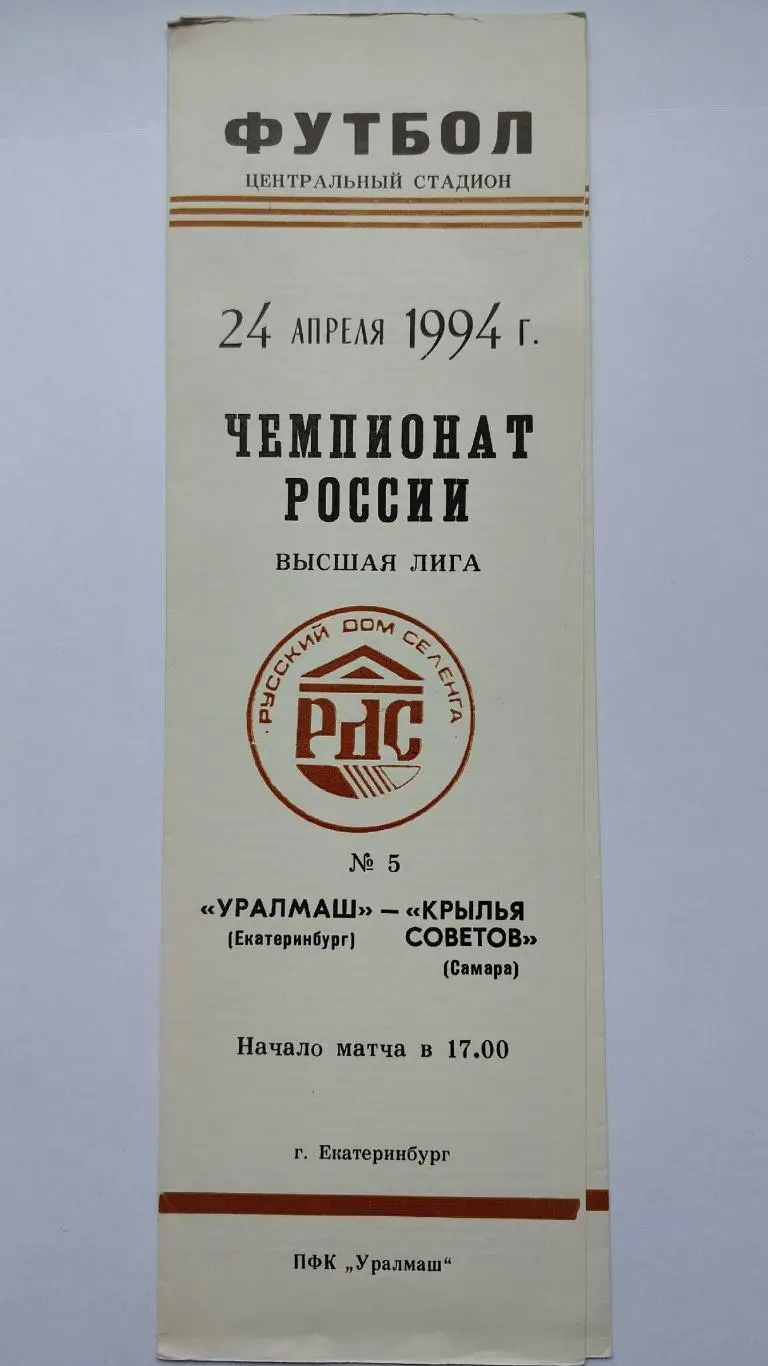 ФУТБОЛ
ЦЕНТРАЛЬНЫЙ СТАДИОН
24 АПРЕЛЯ 1994 Г.
ЧЕМПИОНАТ
РОССИИ
ВЫСШАЯ ЛИГА
· РУССКИЙ ДОМ СЕЛЕНГА ·
РДС
№ 5
«УРАЛМАШ» — «КРЫЛЬЯ
(Екатеринбург) СОВЕТОВ»
(Самара)
Начало матча в 17.00
г. Екатеринбург
ПФК „Уралмаш“